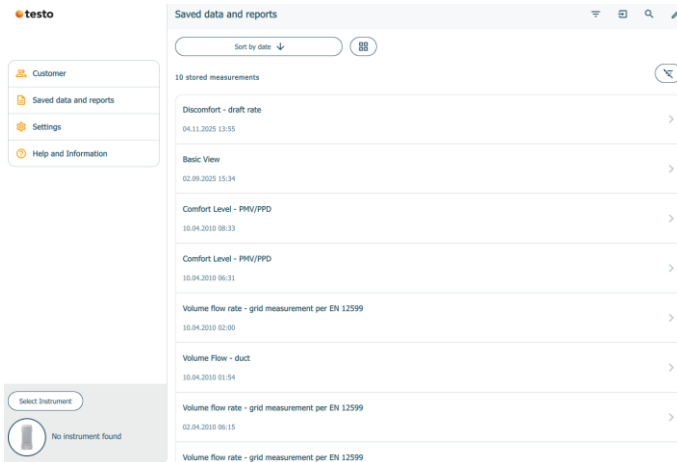 testo
Saved data and reports
Sort by date
10 stored measurements
Customer
Saved data and reports
Settings
Help and Information
Discomfort - draft rate
04.11.2025 13:55
Basic View
02.09.2025 15:34
Comfort Level - PMV/PPD
10.04.2010 08:33
Comfort Level - PMV/PPD
10.04.2010 06:31
Volume flow rate - grid measurement per EN 12599
10.04.2010 02:00
Volume Flow - duct
10.04.2010 01:54
Volume flow rate - grid measurement per EN 12599
02.04.2010 06:15
Volume flow rate - grid measurement per EN 12599
Select Instrument
No instrument found